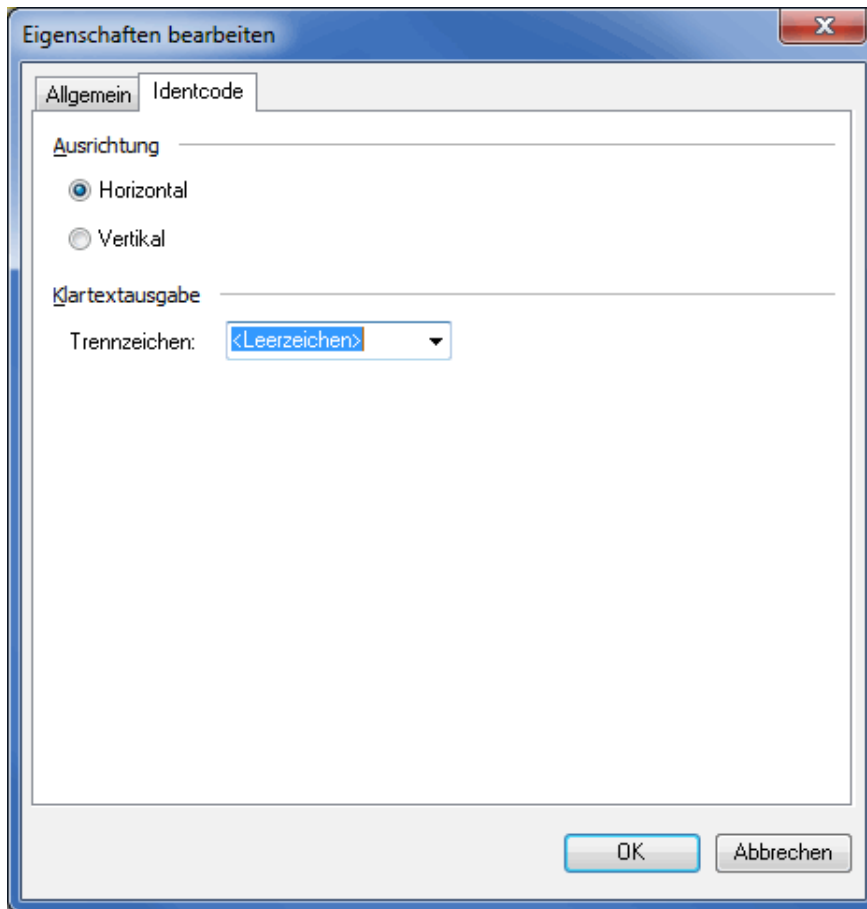 Eigenschaften bearbeiten
Allgemein Identcode
Ausrichtung
Horizontal
Vertikal
Klartextausgabe
Trennzeichen: <Leerzeichen>
OK Abbrechen